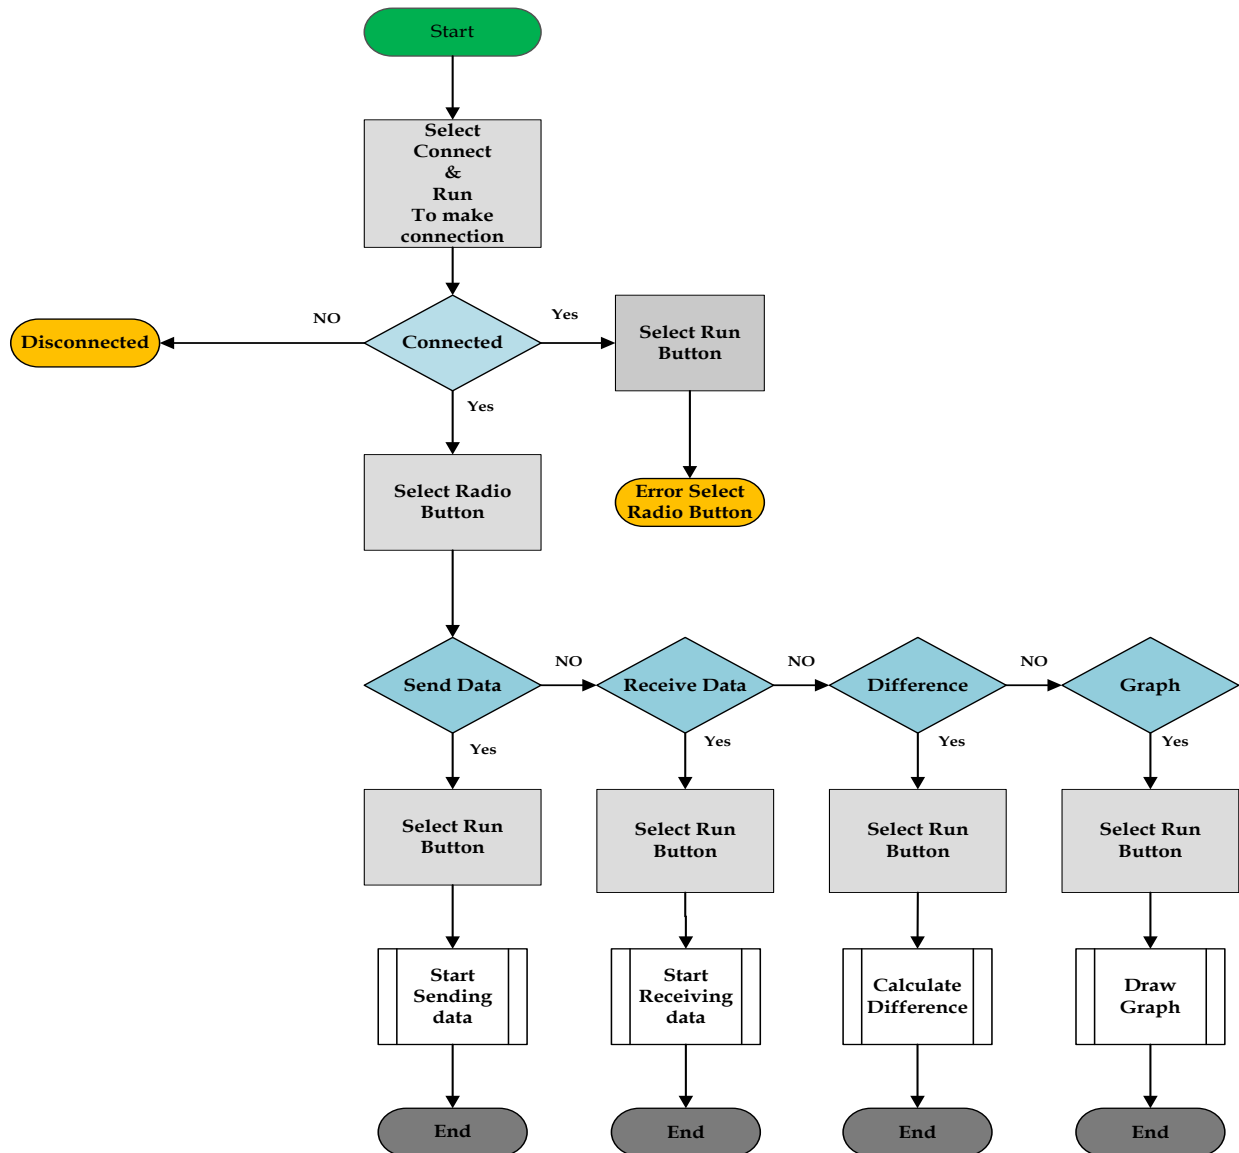 Start
Select
Connect
&
Run
To make
connection
NO
Yes
Disconnected
Connected
Select Run
Button
Yes
Select Radio
Button
Error Select
Radio Button
NO
NO
NO
Send Data
Receive Data
Difference
Graph
Yes
Yes
Yes
Yes
Select Run
Button
Select Run
Button
Select Run
Button
Select Run
Button
Start
Sending
data
Start
Receiving
data
Calculate
Difference
Draw
Graph
End
End
End
End